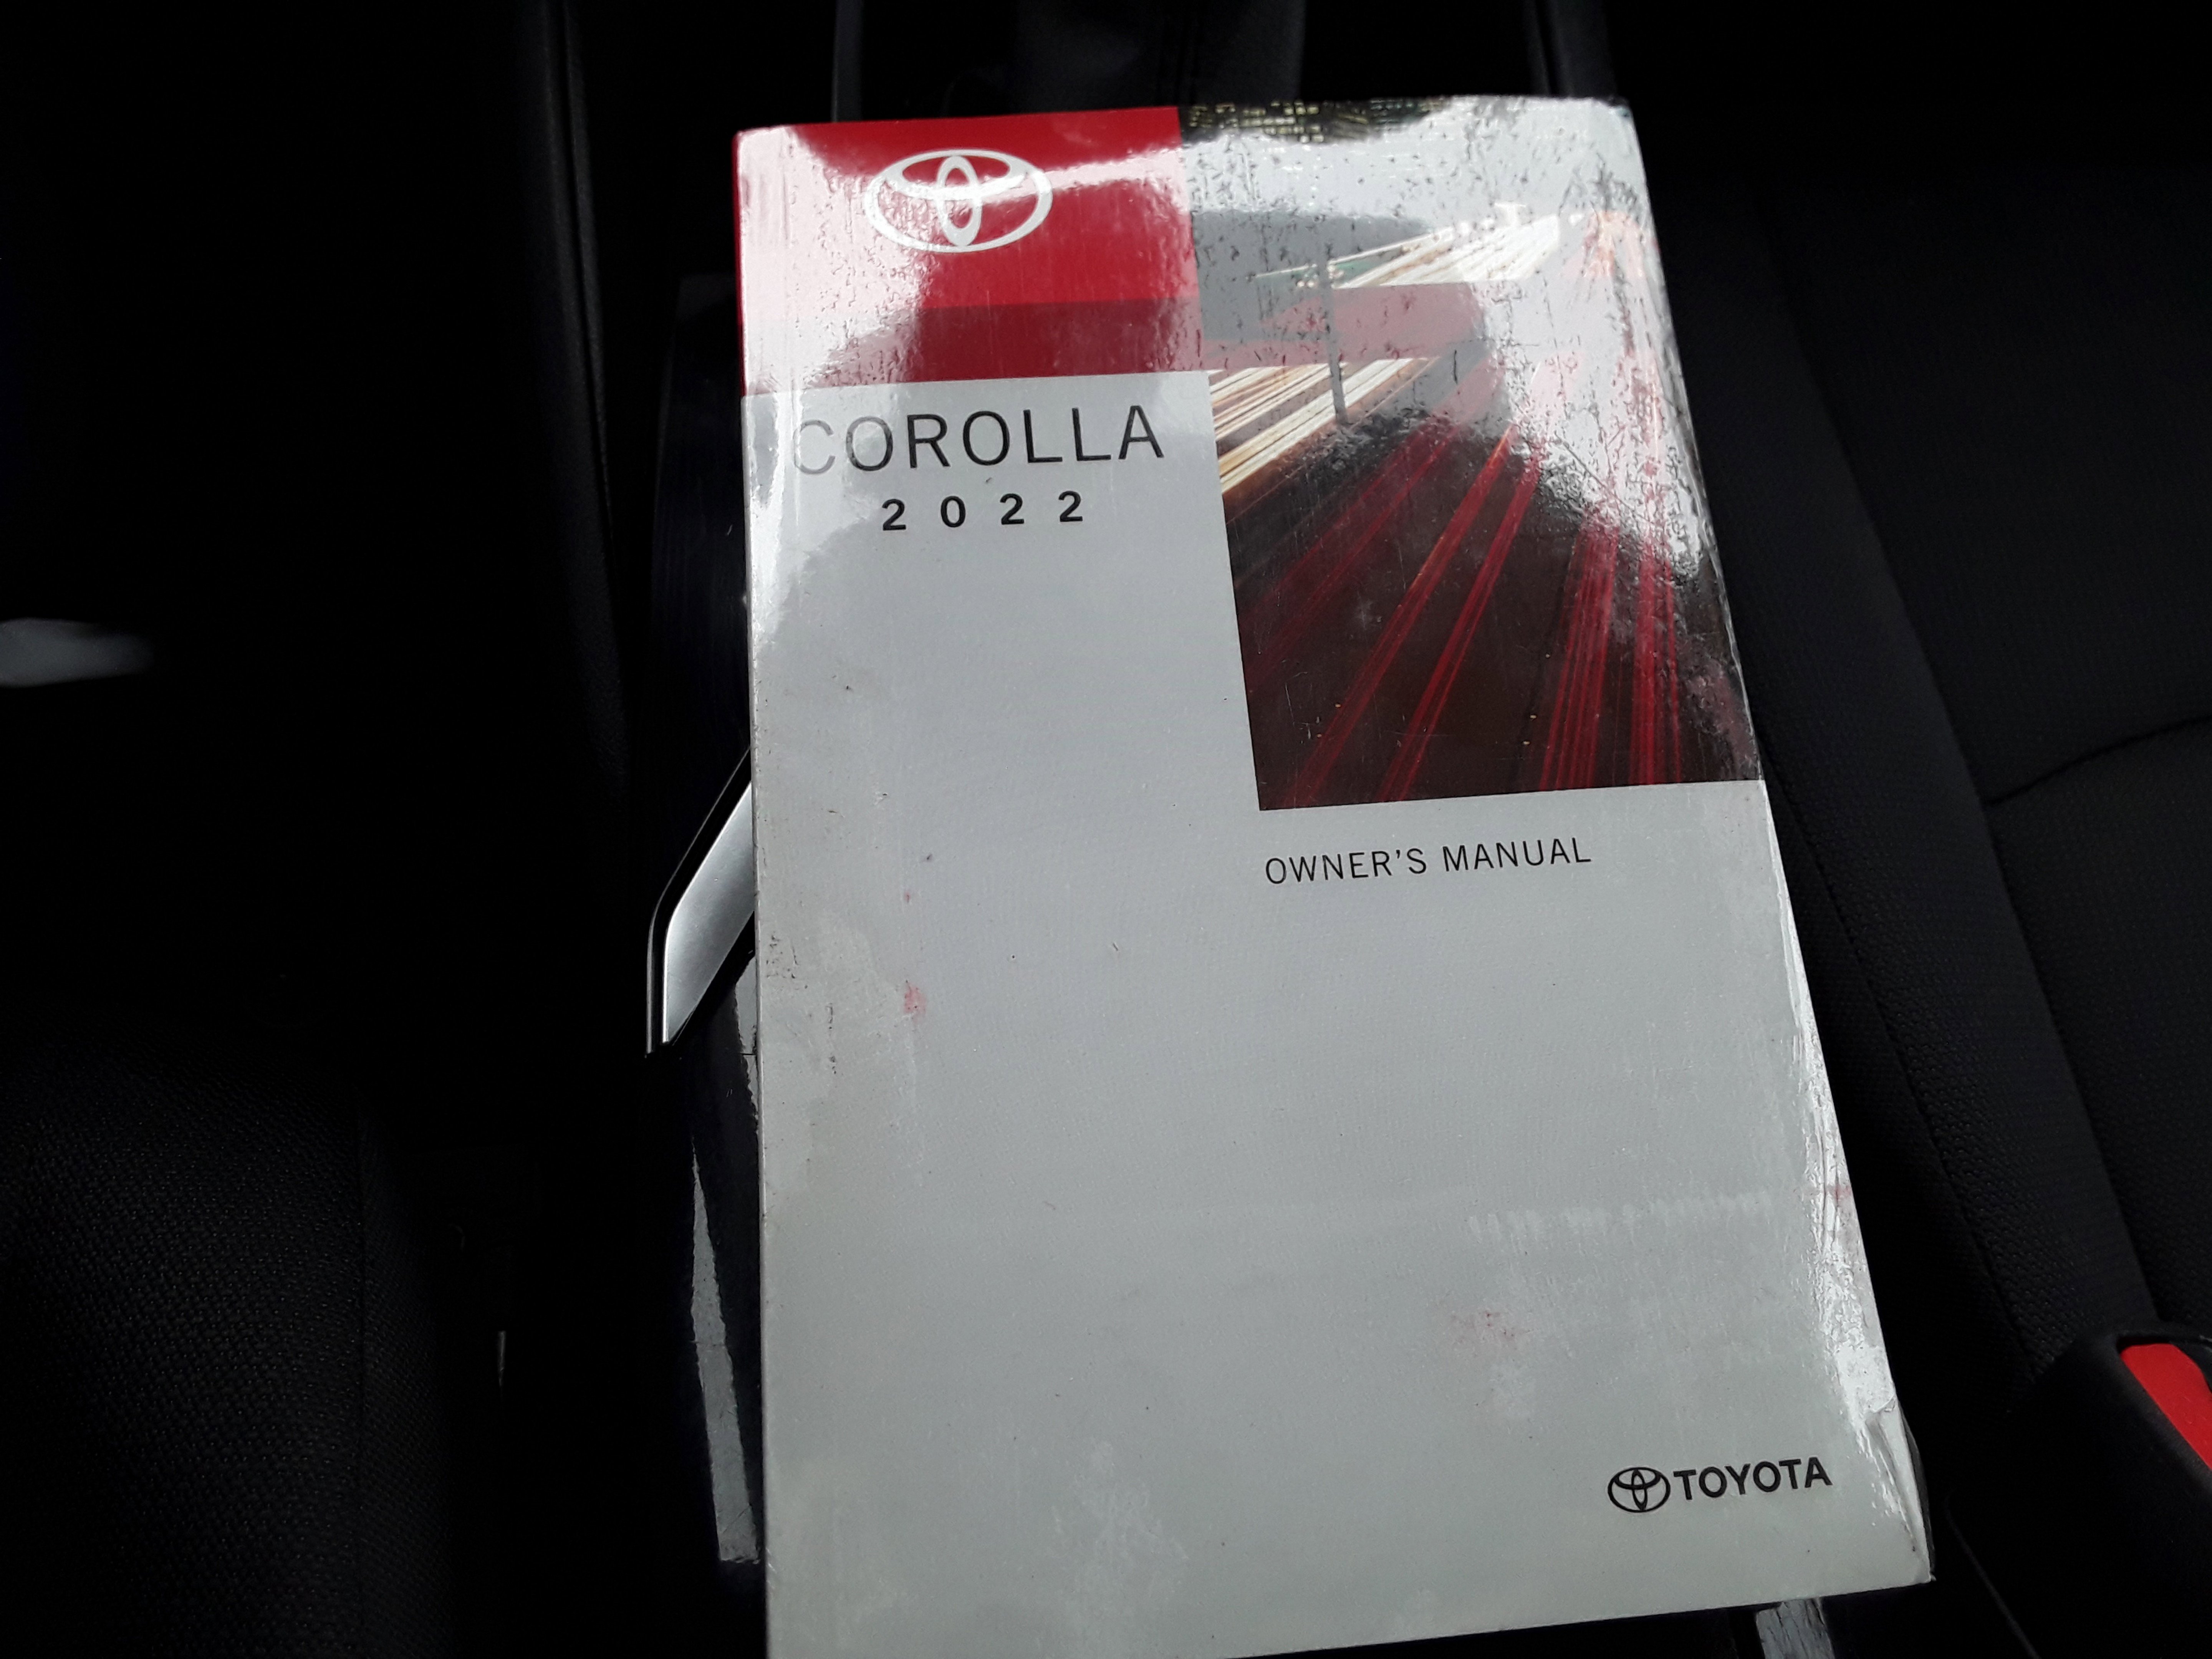 COROLLA
2022
OWNER'S MANUAL
TOYOTA